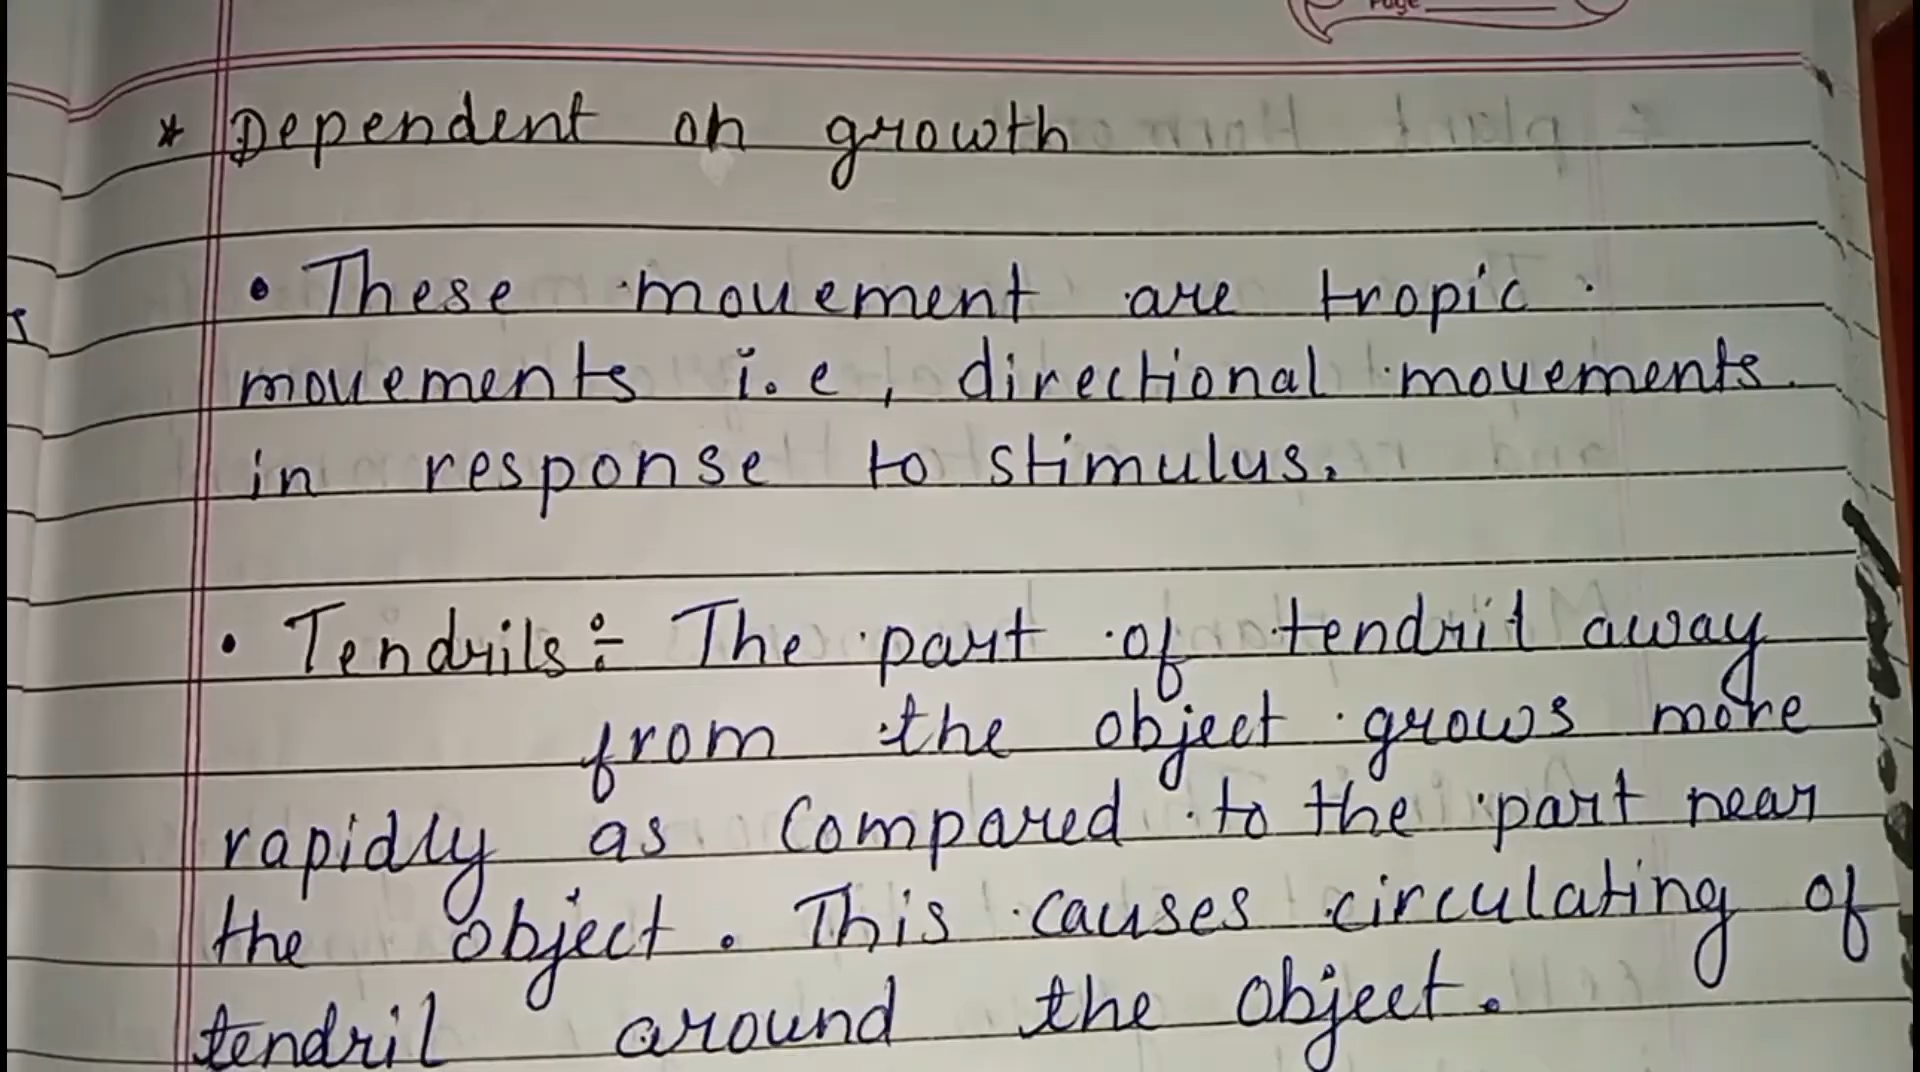 Page
* Dependent on growth
• These movement are tropic
movements i.e, directional movements
in response to stimulus.
• Tendrils :- The part of tendril away
from the object grows more
rapidly as compared to the part near
the object. This causes circulating of
tendril around the object.